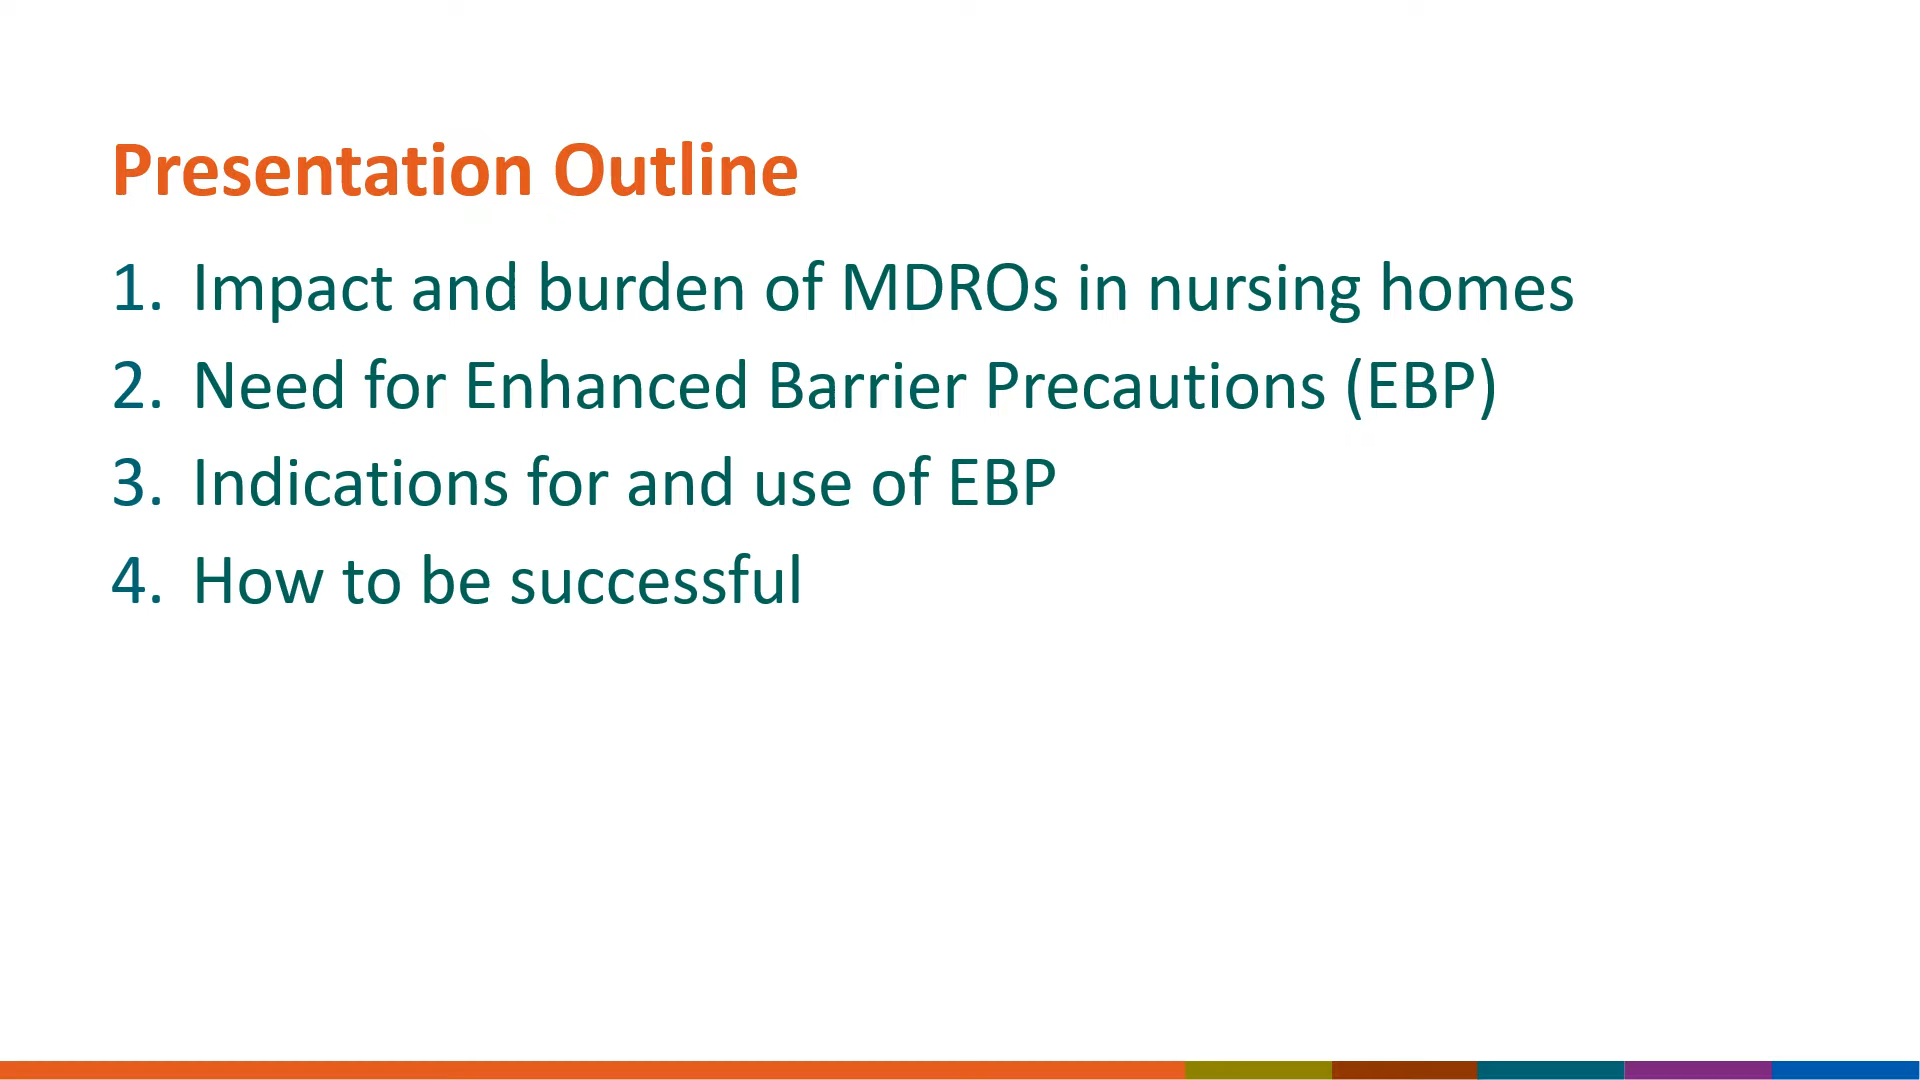 Presentation Outline
1. Impact and burden of MDROs in nursing homes
2. Need for Enhanced Barrier Precautions (EBP)
3. Indications for and use of EBP
4. How to be successful